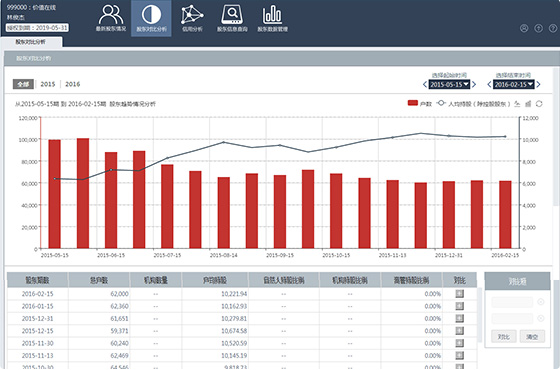 999000：价值在线
林俊杰
授权到期：2019-05-31
最新股东情况
股东对比分析
信用分析
股东信息查询
股东数据管理
股东对比分析
股东对比分析
全部 2015 2016
选择起始时间 选择结束时间
2015-05-15 2016-02-15
从2015-05-15期 到 2016-02-15期 股东趋势情况分析
户数 人均持股（除控股股东）
120,000 12,000
100,000 10,000
80,000 8,000
60,000 6,000
40,000 4,000
20,000 2,000
0 0
2015-05-15 2015-06-15 2015-07-15 2015-08-14 2015-09-15 2015-10-15 2015-11-13 2015-12-31 2016-02-15
股东期数 总户数 机构数量 户均持股 自然人持股比例 机构持股比例 高管持股比例 对比
2016-02-15 62,000 -- 10,221.94 -- -- 0.00% +
2016-01-15 62,360 -- 10,162.93 -- -- 0.00% +
2015-12-31 61,651 -- 10,279.81 -- -- 0.00% +
2015-12-15 59,371 -- 10,674.58 -- -- 0.00% +
2015-11-30 60,240 -- 10,520.59 -- -- 0.00% +
2015-11-13 62,469 -- 10,145.19 -- -- 0.00% +
2015-10-30 64,546 -- 9,818.73 -- -- 0.00% +
对比 清空